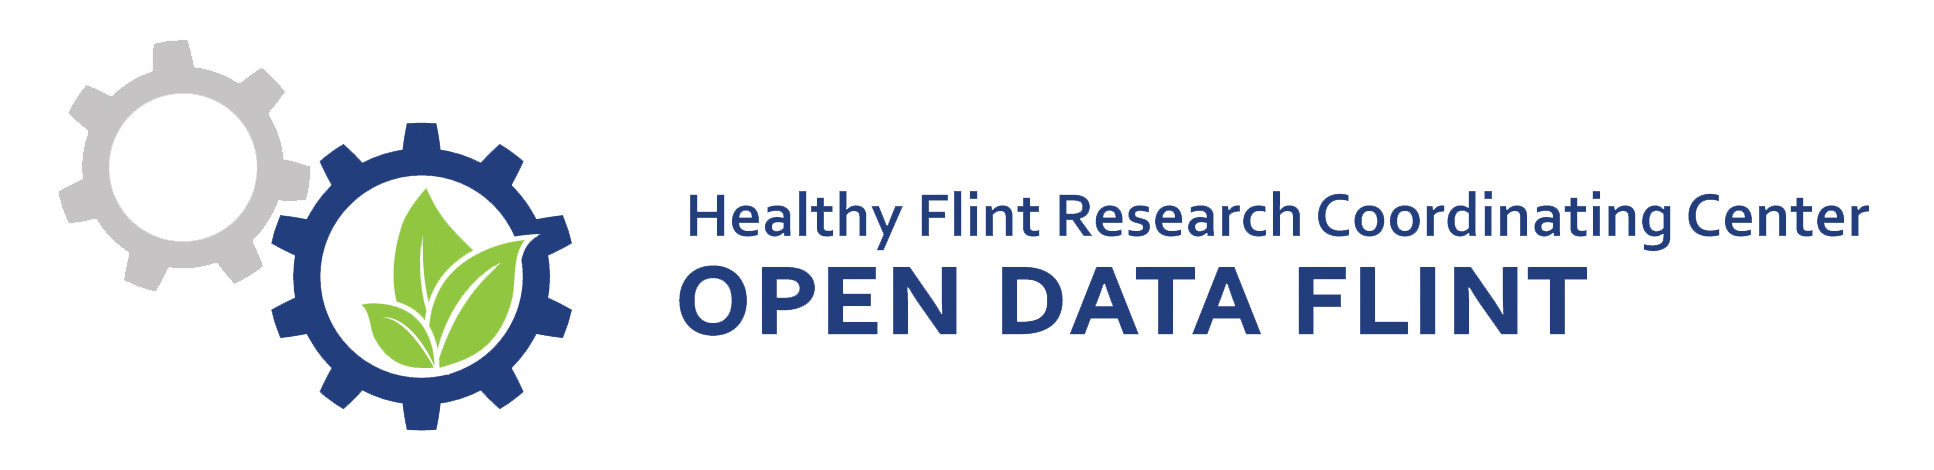 Healthy Flint Research Coordinating Center
OPEN DATA FLINT